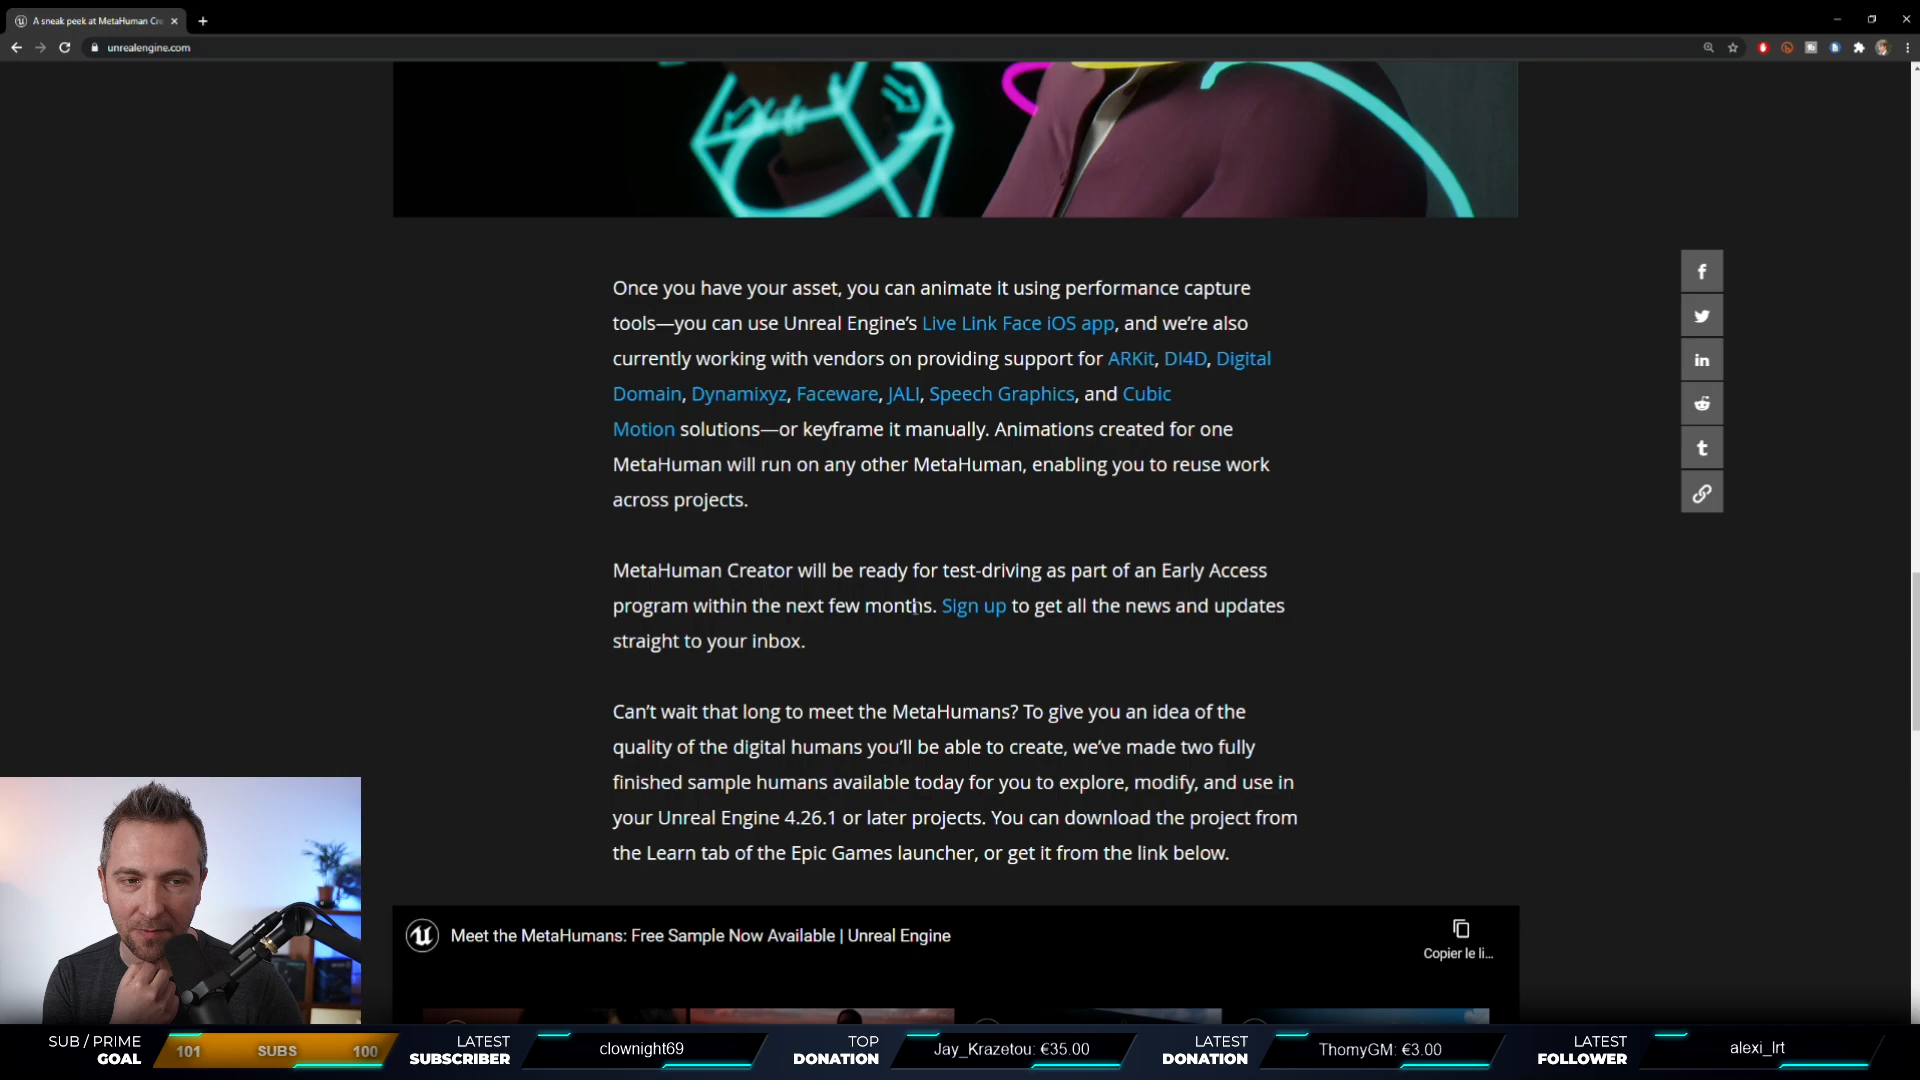 A sneak peek at MetaHuman Cre
unrealengine.com
Once you have your asset, you can animate it using performance capture
tools—you can use Unreal Engine’s Live Link Face iOS app, and we’re also
currently working with vendors on providing support for ARKit, DI4D, Digital
Domain, Dynamixyz, Faceware, JALI, Speech Graphics, and Cubic
Motion solutions—or keyframe it manually. Animations created for one
MetaHuman will run on any other MetaHuman, enabling you to reuse work
across projects.
MetaHuman Creator will be ready for test-driving as part of an Early Access
program within the next few months. Sign up to get all the news and updates
straight to your inbox.
Can’t wait that long to meet the MetaHumans? To give you an idea of the
quality of the digital humans you’ll be able to create, we’ve made two fully
finished sample humans available today for you to explore, modify, and use in
your Unreal Engine 4.26.1 or later projects. You can download the project from
the Learn tab of the Epic Games launcher, or get it from the link below.
Meet the MetaHumans: Free Sample Now Available | Unreal Engine
Copier le li...
SUB / PRIME
GOAL
101 SUBS 100
LATEST
SUBSCRIBER
clownight69
TOP
DONATION
Jay_Krazetou: €35.00
LATEST
DONATION
ThomyGM: €3.00
LATEST
FOLLOWER
alexi_lrt